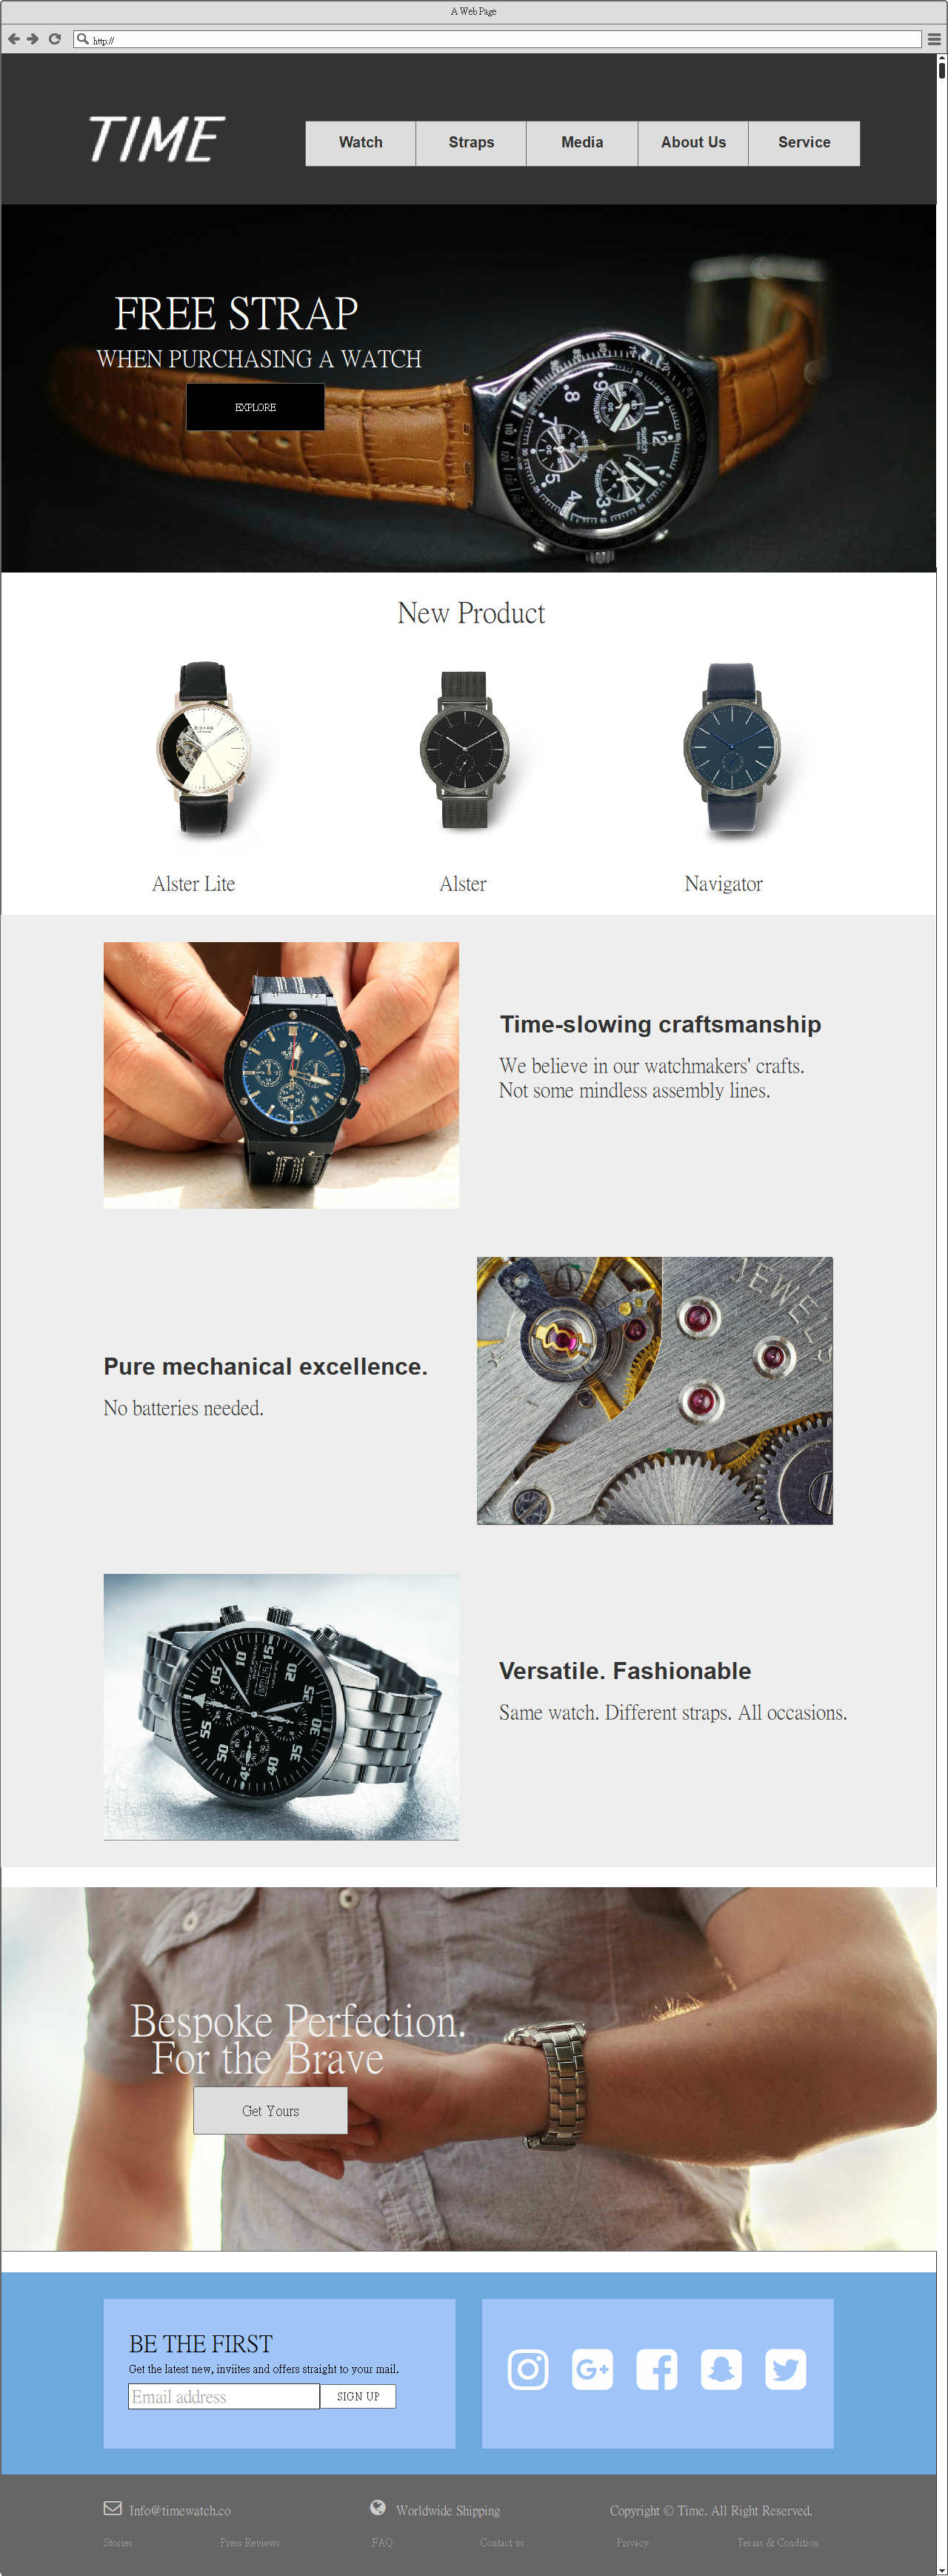 A Web Page
http://
TIME
Watch
Straps
Media
About Us
Service
FREE STRAP
WHEN PURCHASING A WATCH
EXPLORE
New Product
Alster Lite
Alster
Navigator
Time-slowing craftsmanship
We believe in our watchmakers' crafts.
Not some mindless assembly lines.
JEWELS
Pure mechanical excellence.
No batteries needed.
Versatile. Fashionable
Same watch. Different straps. All occasions.
Bespoke Perfection.
For the Brave
Get Yours
BE THE FIRST
Get the latest new, inviites and offers straight to your mail.
Email address
SIGN UP
Info@timewatch.co
Worldwide Shipping
Copyright © Time. All Right Reserved.
Stories
Press Reviews
FAQ
Contact us
Privacy
Terms & Condition